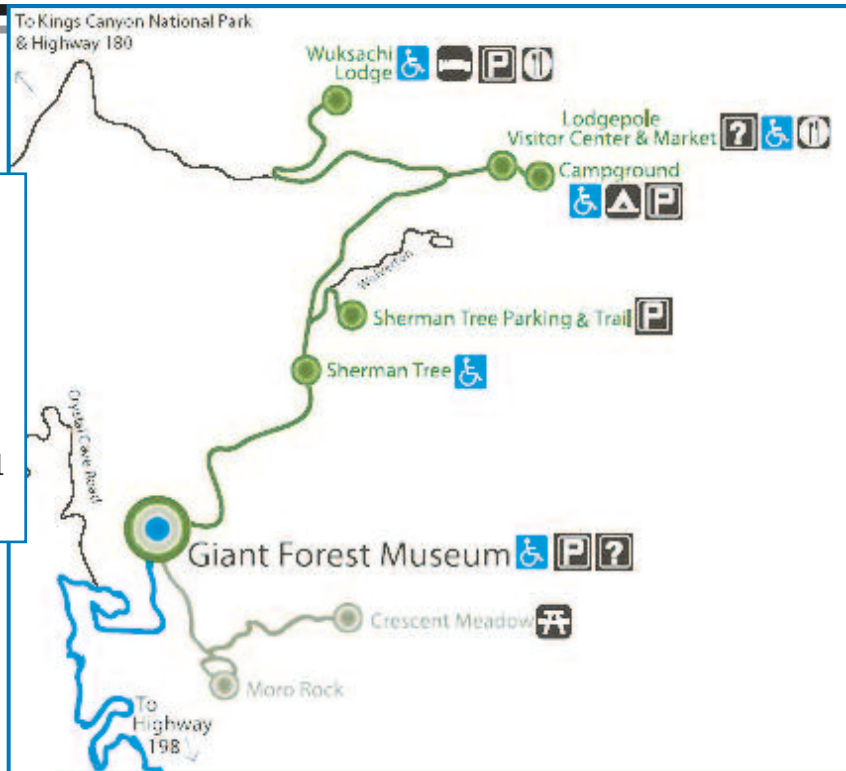 To Kings Canyon National Park
& Highway 180
Wuksachi
Lodge
P
Lodgepole
Visitor Center & Market ?
Campground
P
Wolverton
Sherman Tree Parking & Trail P
Sherman Tree
Crystal Cave Road
Giant Forest Museum P ?
Crescent Meadow
Moro Rock
To
Highway
198